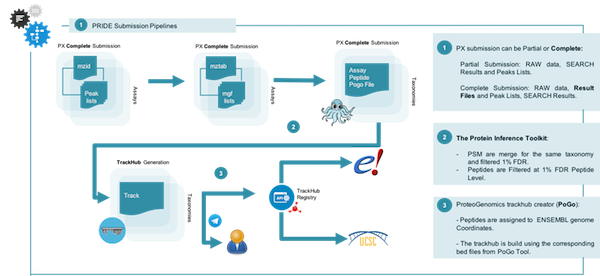 1 PRIDE Submission Pipelines
PX Complete Submission
mzid
Peak
lists
Assays
PX Complete Submission
mztab
mgf
lists
Assays
PX Complete Submission
Assay
Peptide
Pogo File
Taxonomies
2
TrackHub Generation
Track
Taxonomies
3
API
TrackHub
Registry
e!
UCSC
1 PX submission can be Partial or Complete:
Partial Submission: RAW data, SEARCH
Results and Peaks Lists.
Complete Submission: RAW data, Result
Files and Peak Lists, SEARCH Results.
2 The Protein Inference Toolkit:
- PSM are merge for the same taxonomy
and filtered 1% FDR.
- Peptides are Filtered at 1% FDR Peptide
Level.
3 ProteoGenomics trackhub creator (PoGo):
- Peptides are assigned to ENSEMBL genome
Coordinates.
- The trackhub is build using the corresponding
bed files from PoGo Tool.